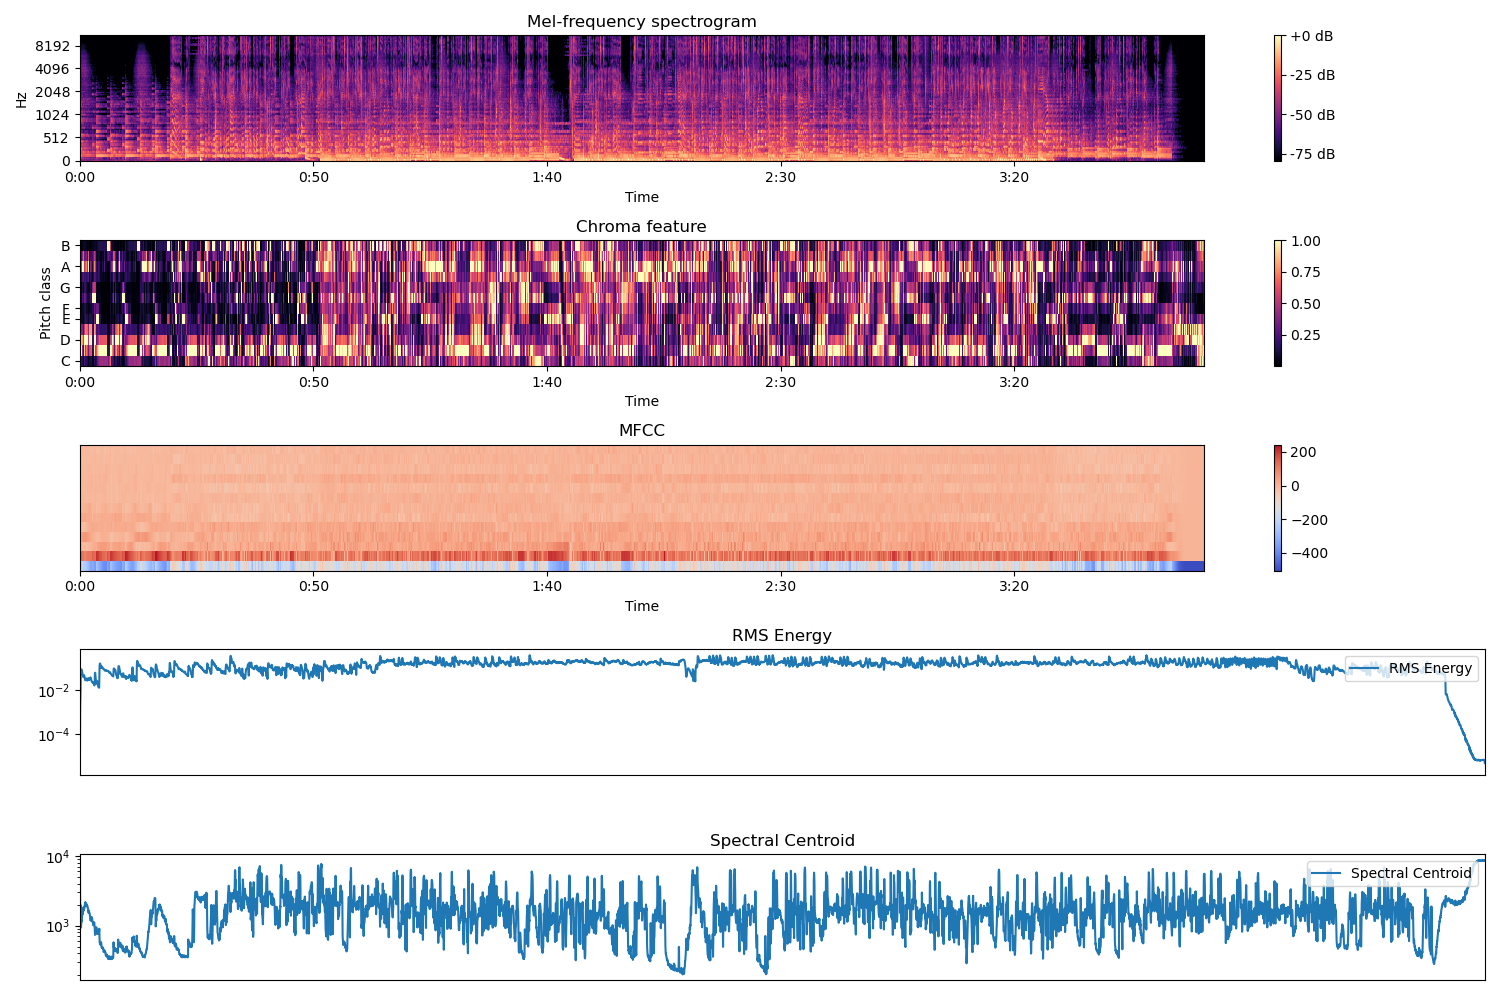 Mel-frequency spectrogram
8192
4096
2048
1024
512
0
Hz
0:00
0:50
1:40
2:30
3:20
Time
+0 dB
-25 dB
-50 dB
-75 dB
Chroma feature
B
A
G
F
E
D
C
Pitch class
0:00
0:50
1:40
2:30
3:20
Time
1.00
0.75
0.50
0.25
MFCC
0:00
0:50
1:40
2:30
3:20
Time
200
0
−200
−400
RMS Energy
10⁻²
10⁻⁴
RMS Energy
Spectral Centroid
10⁴
10³
Spectral Centroid